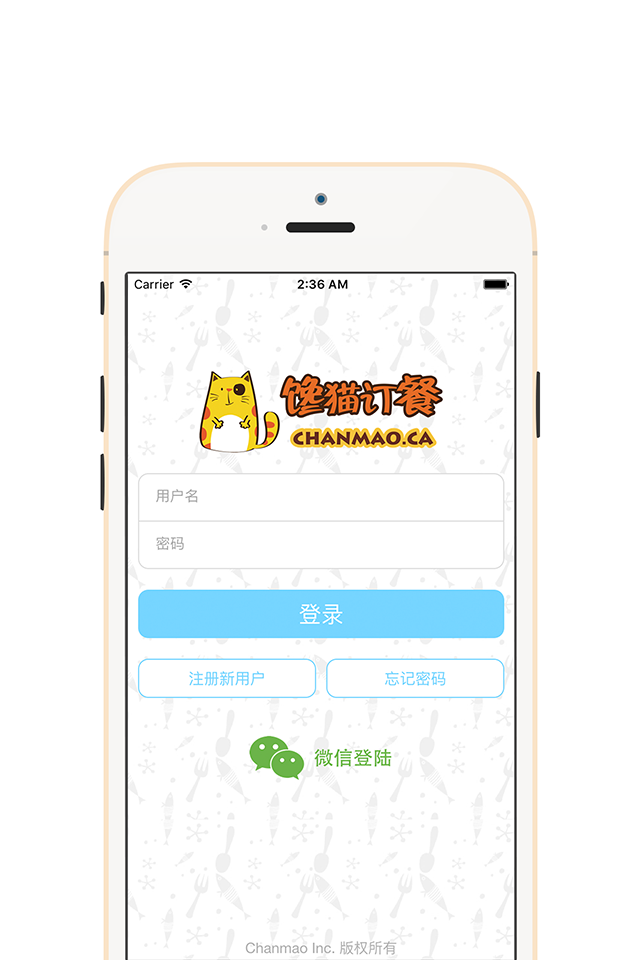 Carrier 2:36 AM
馋猫订餐
CHANMAO.CA
用户名
密码
登录
注册新用户 忘记密码
微信登陆
Chanmao Inc. 版权所有